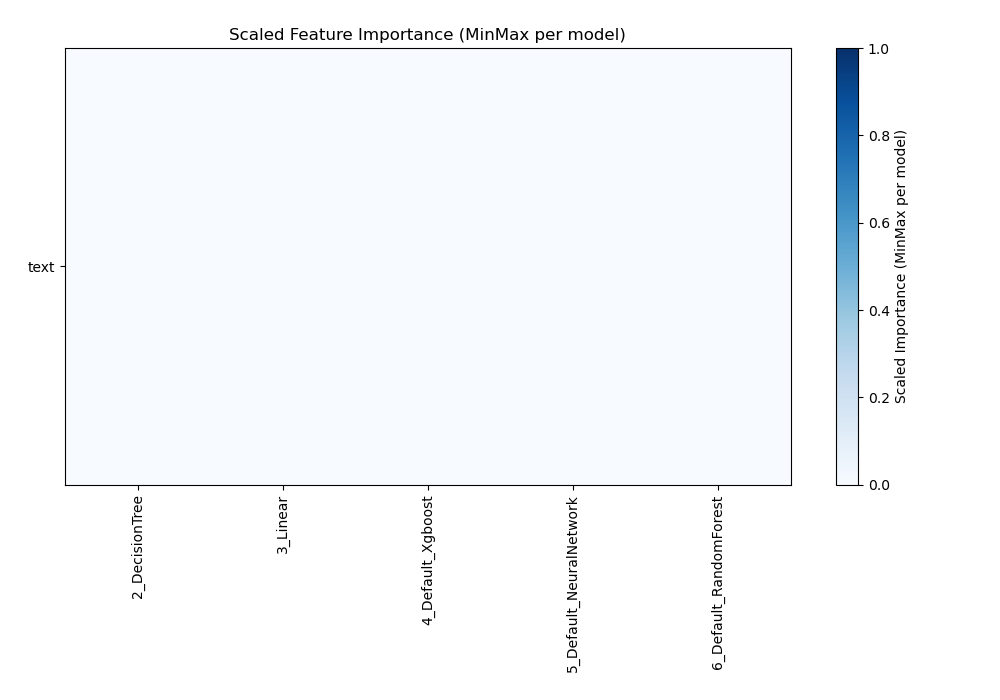 Scaled Feature Importance (MinMax per model)
text
2_DecisionTree
3_Linear
4_Default_Xgboost
5_Default_NeuralNetwork
6_Default_RandomForest
1.0
0.8
0.6
0.4
0.2
0.0
Scaled Importance (MinMax per model)